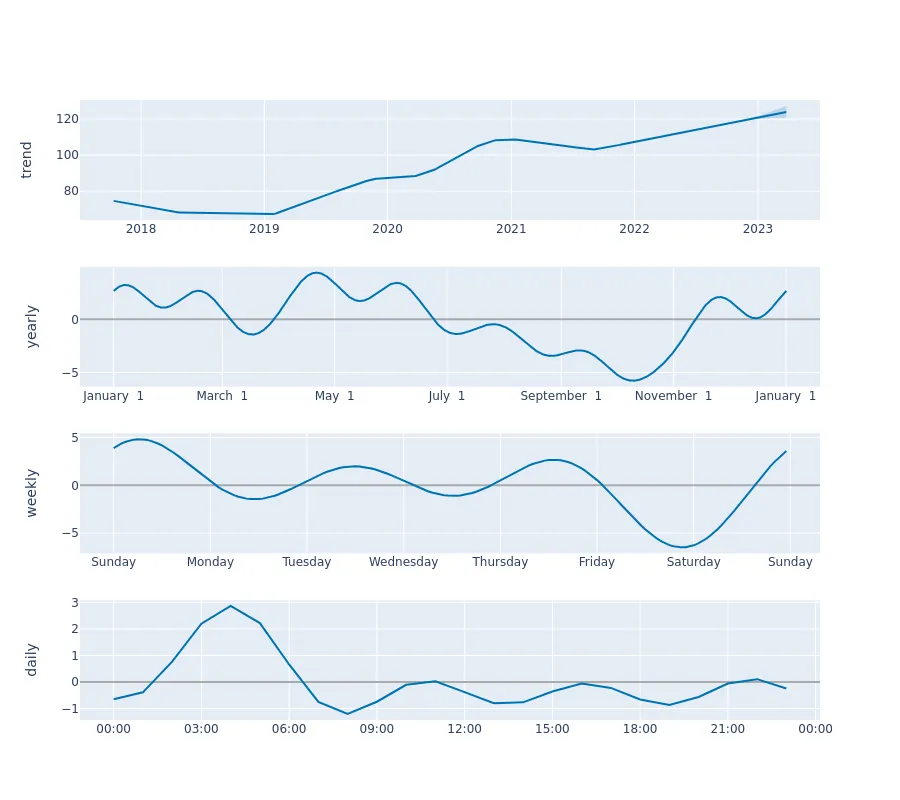 120
100
80
trend
2018 2019 2020 2021 2022 2023
0
−5
yearly
January 1 March 1 May 1 July 1 September 1 November 1 January 1
5
0
−5
weekly
Sunday Monday Tuesday Wednesday Thursday Friday Saturday Sunday
3
2
1
0
−1
daily
00:00 03:00 06:00 09:00 12:00 15:00 18:00 21:00 00:00